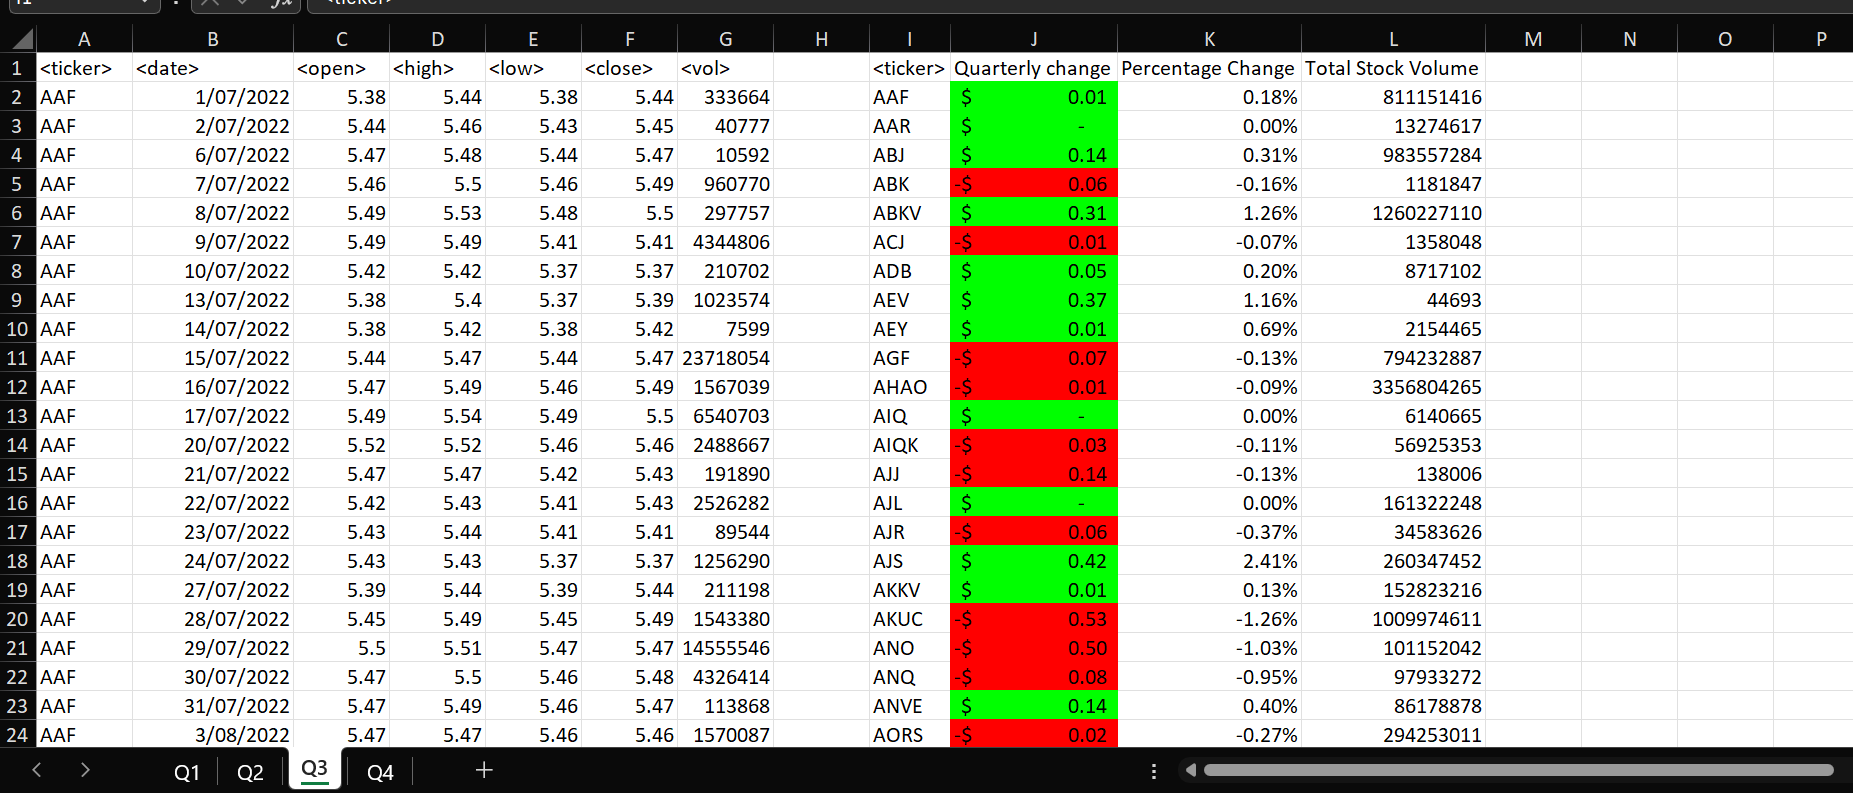 A B C D E F G H I J K L M N O P
1 <ticker> <date> <open> <high> <low> <close> <vol> <ticker> Quarterly change Percentage Change Total Stock Volume
2 AAF 1/07/2022 5.38 5.44 5.38 5.44 333664 AAF $ 0.01 0.18% 811151416
3 AAF 2/07/2022 5.44 5.46 5.43 5.45 40777 AAR $ - 0.00% 13274617
4 AAF 6/07/2022 5.47 5.48 5.44 5.47 10592 ABJ $ 0.14 0.31% 983557284
5 AAF 7/07/2022 5.46 5.5 5.46 5.49 960770 ABK -$ 0.06 -0.16% 1181847
6 AAF 8/07/2022 5.49 5.53 5.48 5.5 297757 ABKV $ 0.31 1.26% 1260227110
7 AAF 9/07/2022 5.49 5.49 5.41 5.41 4344806 ACJ -$ 0.01 -0.07% 1358048
8 AAF 10/07/2022 5.42 5.42 5.37 5.37 210702 ADB $ 0.05 0.20% 8717102
9 AAF 13/07/2022 5.38 5.4 5.37 5.39 1023574 AEV $ 0.37 1.16% 44693
10 AAF 14/07/2022 5.38 5.42 5.38 5.42 7599 AEY $ 0.01 0.69% 2154465
11 AAF 15/07/2022 5.44 5.47 5.44 5.47 23718054 AGF -$ 0.07 -0.13% 794232887
12 AAF 16/07/2022 5.47 5.49 5.46 5.49 1567039 AHAO -$ 0.01 -0.09% 3356804265
13 AAF 17/07/2022 5.49 5.54 5.49 5.5 6540703 AIQ $ - 0.00% 6140665
14 AAF 20/07/2022 5.52 5.52 5.46 5.46 2488667 AIQK -$ 0.03 -0.11% 56925353
15 AAF 21/07/2022 5.47 5.47 5.42 5.43 191890 AJJ -$ 0.14 -0.13% 138006
16 AAF 22/07/2022 5.42 5.43 5.41 5.43 2526282 AJL $ - 0.00% 161322248
17 AAF 23/07/2022 5.43 5.44 5.41 5.41 89544 AJR -$ 0.06 -0.37% 34583626
18 AAF 24/07/2022 5.43 5.43 5.37 5.37 1256290 AJS $ 0.42 2.41% 260347452
19 AAF 27/07/2022 5.39 5.44 5.39 5.44 211198 AKKV $ 0.01 0.13% 152823216
20 AAF 28/07/2022 5.45 5.49 5.45 5.49 1543380 AKUC -$ 0.53 -1.26% 1009974611
21 AAF 29/07/2022 5.5 5.51 5.47 5.47 14555546 ANO -$ 0.50 -1.03% 101152042
22 AAF 30/07/2022 5.47 5.5 5.46 5.48 4326414 ANQ -$ 0.08 -0.95% 97933272
23 AAF 31/07/2022 5.47 5.49 5.46 5.47 113868 ANVE $ 0.14 0.40% 86178878
24 AAF 3/08/2022 5.47 5.47 5.46 5.46 1570087 AORS -$ 0.02 -0.27% 294253011
Q1 Q2 Q3 Q4